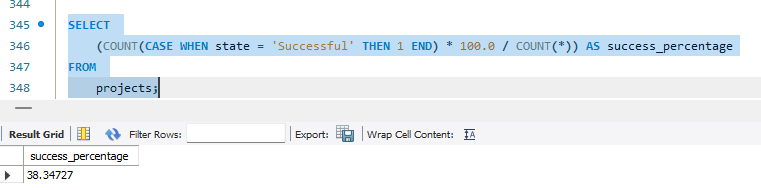 344
345 SELECT
346 (COUNT(CASE WHEN state = 'Successful' THEN 1 END) * 100.0 / COUNT(*)) AS success_percentage
347 FROM
348 projects;
Result Grid Filter Rows: Export: Wrap Cell Content:
success_percentage
38.34727